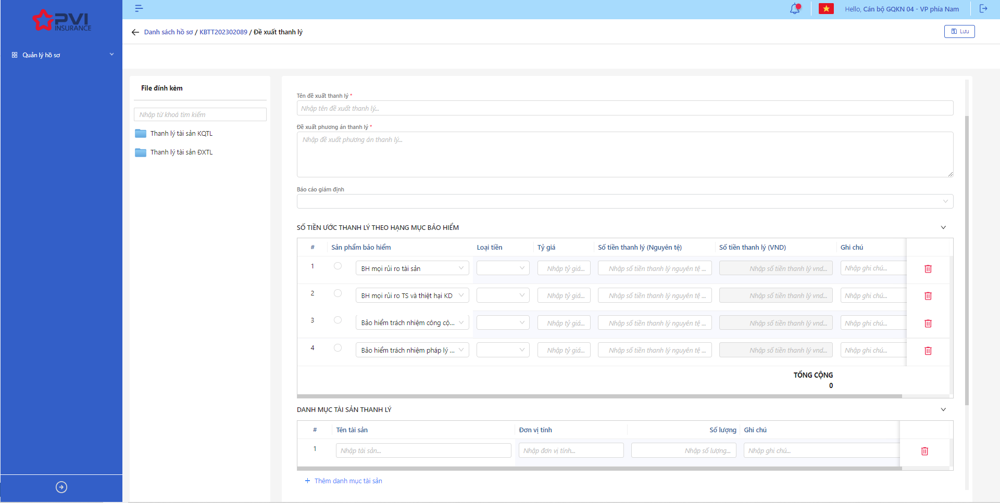 PVI
INSURANCE
Hello, Cán bộ GQKN 04 - VP phía Nam
Danh sách hồ sơ / KBTT202302089 / Đề xuất thanh lý
Lưu
Quản lý hồ sơ
File đính kèm
Nhập từ khoá tìm kiếm
Thanh lý tài sản KQTL
Thanh lý tài sản ĐXTL
Tên đề xuất thanh lý *
Nhập tên đề xuất thanh lý...
Đề xuất phương án thanh lý *
Nhập đề xuất phương án thanh lý...
Báo cáo giám định
SỐ TIỀN ƯỚC THANH LÝ THEO HẠNG MỤC BẢO HIỂM
# Sản phẩm bảo hiểm Loại tiền Tỷ giá Số tiền thanh lý (Nguyên tệ) Số tiền thanh lý (VND) Ghi chú
1 BH mọi rủi ro tài sản Nhập tỷ giá... Nhập số tiền thanh lý nguyên tệ ... Nhập số tiền thanh lý vnd... Nhập ghi chú...
2 BH mọi rủi ro TS và thiệt hại KD Nhập tỷ giá... Nhập số tiền thanh lý nguyên tệ ... Nhập số tiền thanh lý vnd... Nhập ghi chú...
3 Bảo hiểm trách nhiệm công cộ... Nhập tỷ giá... Nhập số tiền thanh lý nguyên tệ ... Nhập số tiền thanh lý vnd... Nhập ghi chú...
4 Bảo hiểm trách nhiệm pháp lý ... Nhập tỷ giá... Nhập số tiền thanh lý nguyên tệ ... Nhập số tiền thanh lý vnd... Nhập ghi chú...
TỔNG CỘNG
0
DANH MỤC TÀI SẢN THANH LÝ
# Tên tài sản Đơn vị tính Số lượng Ghi chú
1 Nhập tài sản... Nhập đơn vị tính... Nhập số lượng... Nhập ghi chú...
+ Thêm danh mục tài sản